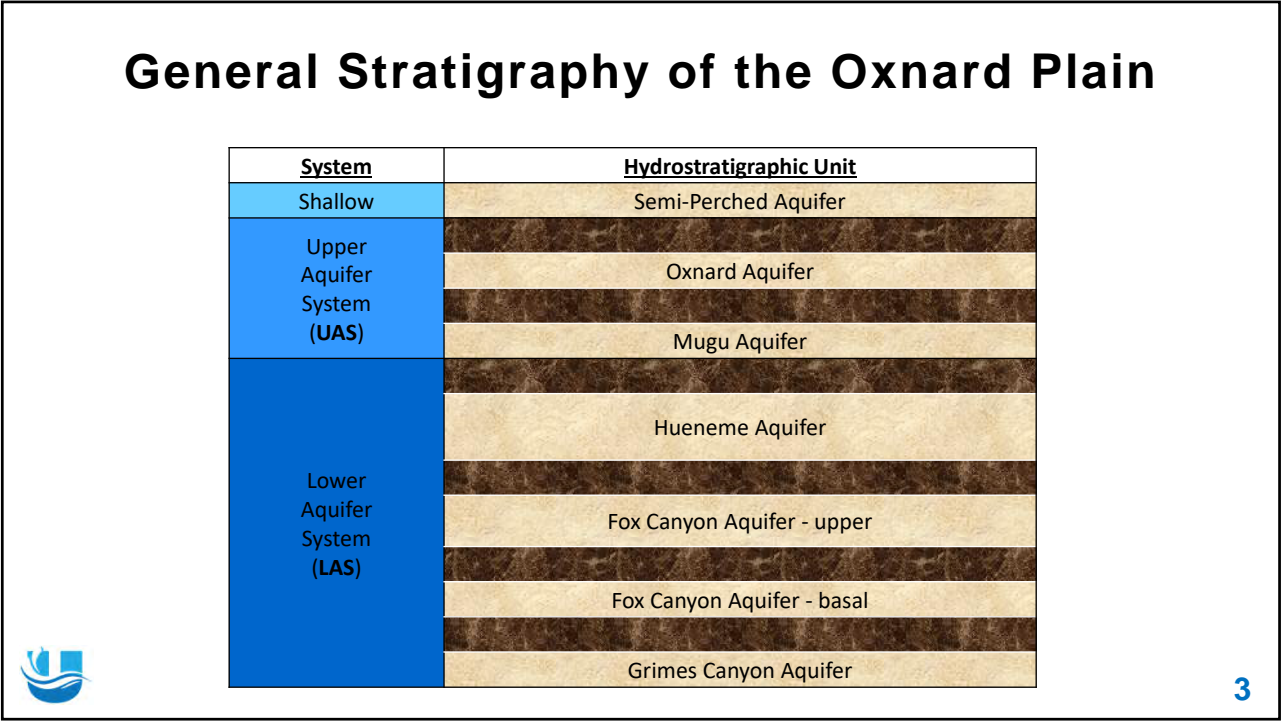 General Stratigraphy of the Oxnard Plain
System
Hydrostratigraphic Unit
Shallow
Semi-Perched Aquifer
Upper
Aquifer
System
(UAS)
Oxnard Aquifer
Mugu Aquifer
Lower
Aquifer
System
(LAS)
Hueneme Aquifer
Fox Canyon Aquifer - upper
Fox Canyon Aquifer - basal
Grimes Canyon Aquifer
3